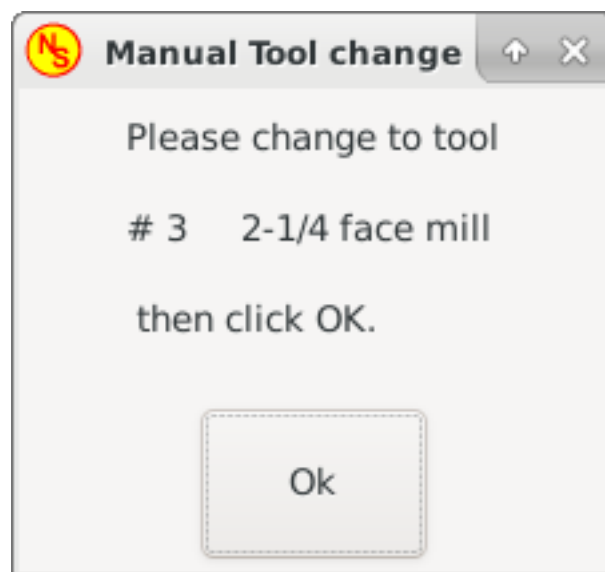 NS Manual Tool change
Please change to tool
# 3 2-1/4 face mill
then click OK.
Ok